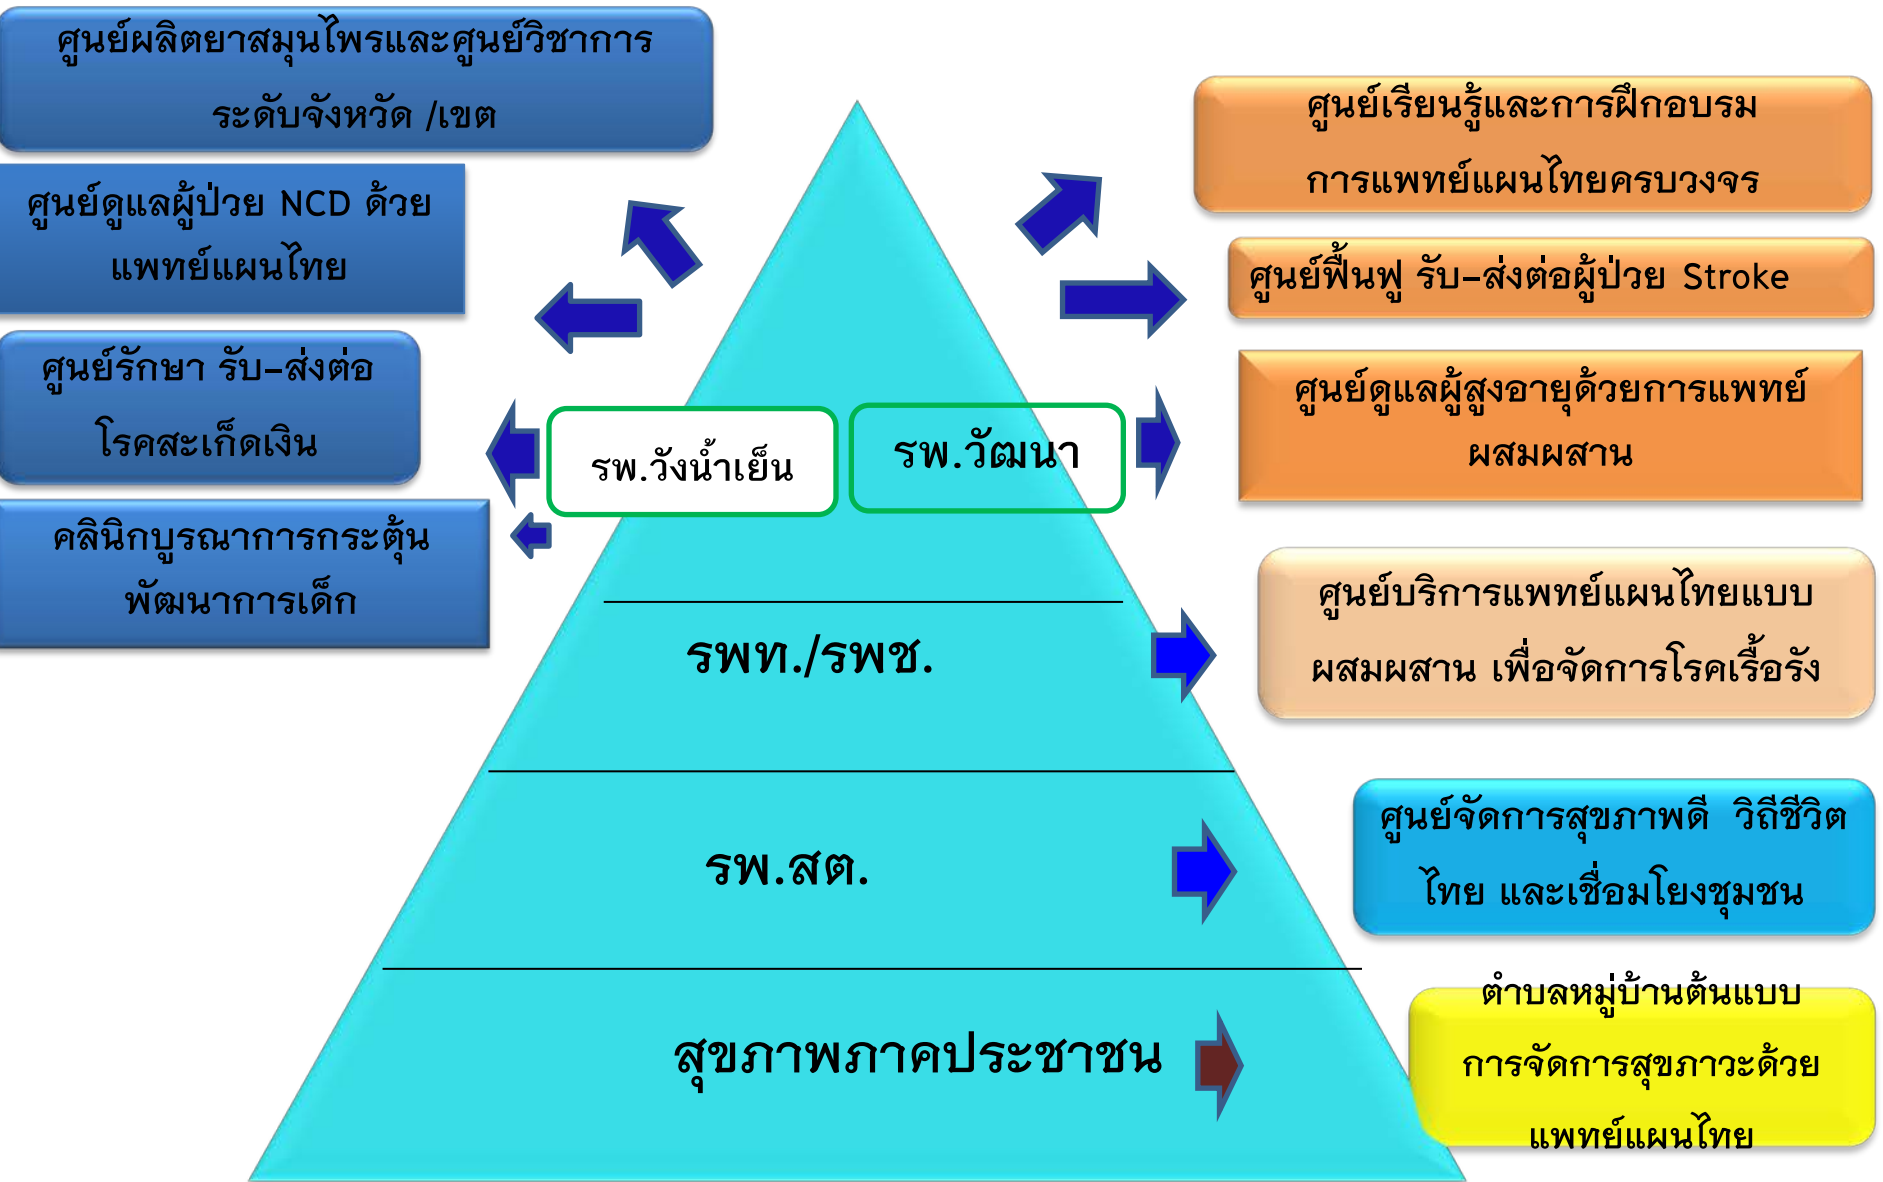 ศูนย์ผลิตยาสมุนไพรและศูนย์วิชาการ
ระดับจังหวัด /เขต
ศูนย์ดูแลผู้ป่วย NCD ด้วย
แพทย์แผนไทย
ศูนย์รักษา รับ-ส่งต่อ
โรคสะเก็ดเงิน
คลินิกบูรณาการกระตุ้น
พัฒนาการเด็ก
รพ.วังน้ำเย็น
รพ.วัฒนา
ศูนย์เรียนรู้และการฝึกอบรม
การแพทย์แผนไทยครบวงจร
ศูนย์ฟื้นฟู รับ-ส่งต่อผู้ป่วย Stroke
ศูนย์ดูแลผู้สูงอายุด้วยการแพทย์
ผสมผสาน
รพท./รพช.
ศูนย์บริการแพทย์แผนไทยแบบ
ผสมผสาน เพื่อจัดการโรคเรื้อรัง
รพ.สต.
ศูนย์จัดการสุขภาพดี วิถีชีวิต
ไทย และเชื่อมโยงชุมชน
สุขภาพภาคประชาชน
ตำบลหมู่บ้านต้นแบบ
การจัดการสุขภาวะด้วย
แพทย์แผนไทย